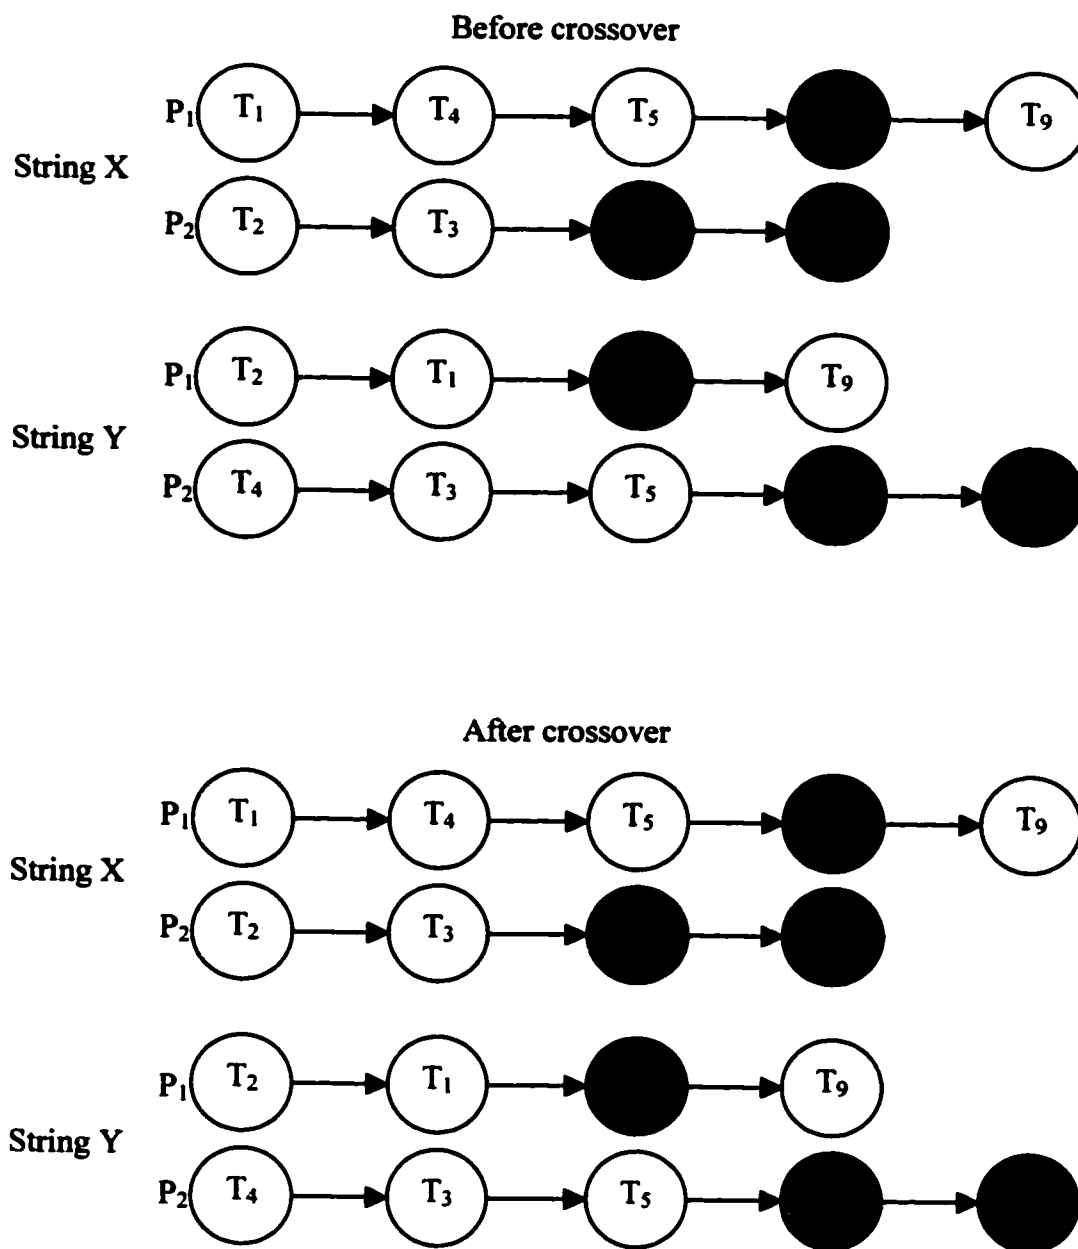 Before crossover
P₁ T₁ T₄ T₅ T₉
String X
P₂ T₂ T₃
P₁ T₂ T₁ T₉
String Y
P₂ T₄ T₃ T₅
After crossover
P₁ T₁ T₄ T₅ T₉
String X
P₂ T₂ T₃
P₁ T₂ T₁ T₉
String Y
P₂ T₄ T₃ T₅